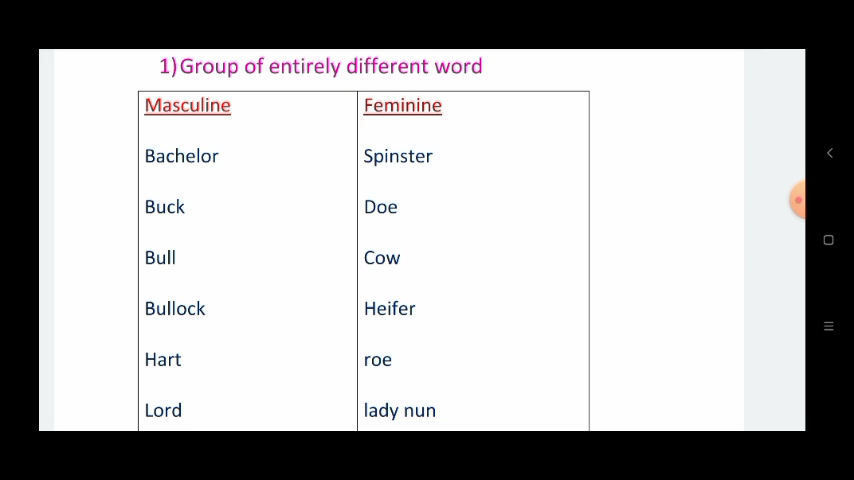 1)Group of entirely different word
Masculine Feminine
Bachelor Spinster
Buck Doe
Bull Cow
Bullock Heifer
Hart roe
Lord lady nun